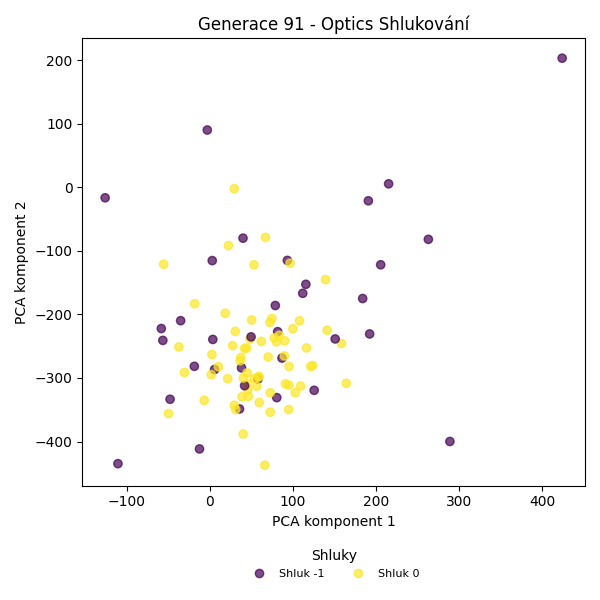 Generace 91 - Optics Shlukování
PCA komponent 2
200
100
0
−100
−200
−300
−400
−100 0 100 200 300 400
PCA komponent 1
Shluky
Shluk -1 Shluk 0